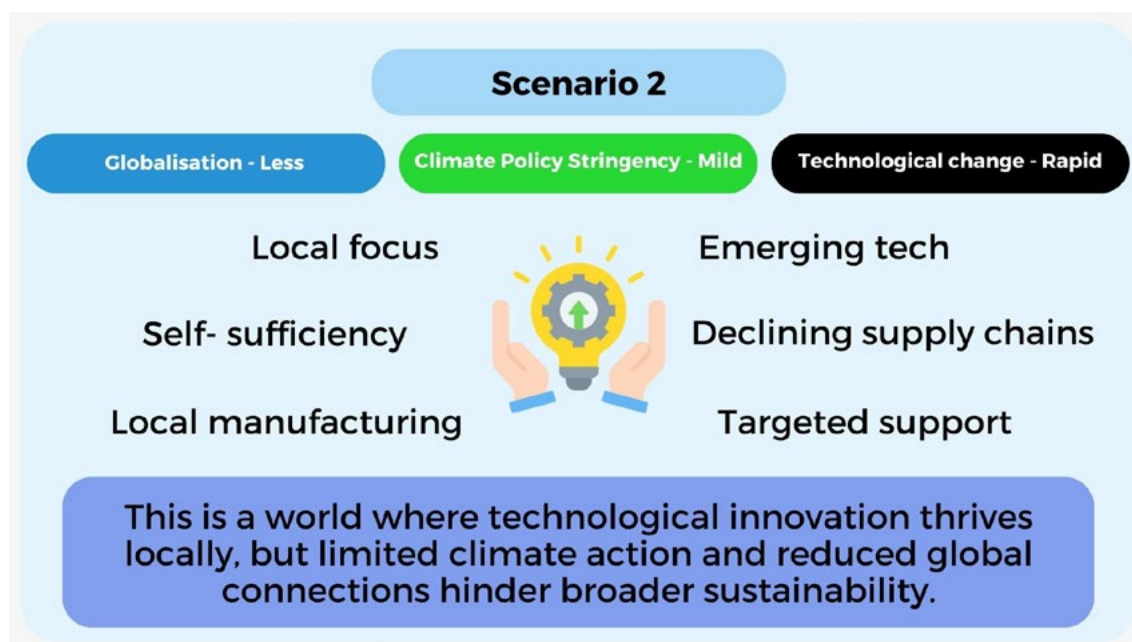 Scenario 2
Globalisation - Less
Climate Policy Stringency - Mild
Technological change - Rapid
Local focus
Emerging tech
Self- sufficiency
Declining supply chains
Local manufacturing
Targeted support
This is a world where technological innovation thrives
locally, but limited climate action and reduced global
connections hinder broader sustainability.